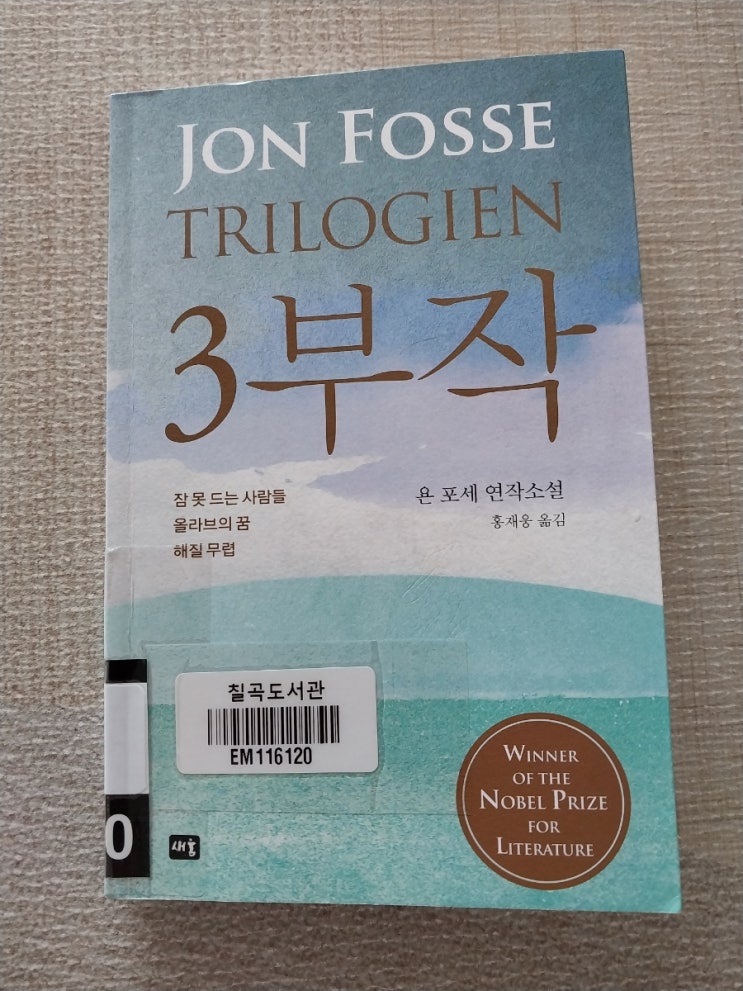 JON FOSSE
TRILOGIEN
3부작
잠 못 드는 사람들
올라브의 꿈
해질 무렵
욘 포세 연작소설
홍재웅 옮김
칠곡도서관
EM116120
0
새움
WINNER
OF THE
NOBEL PRIZE
FOR
LITERATURE